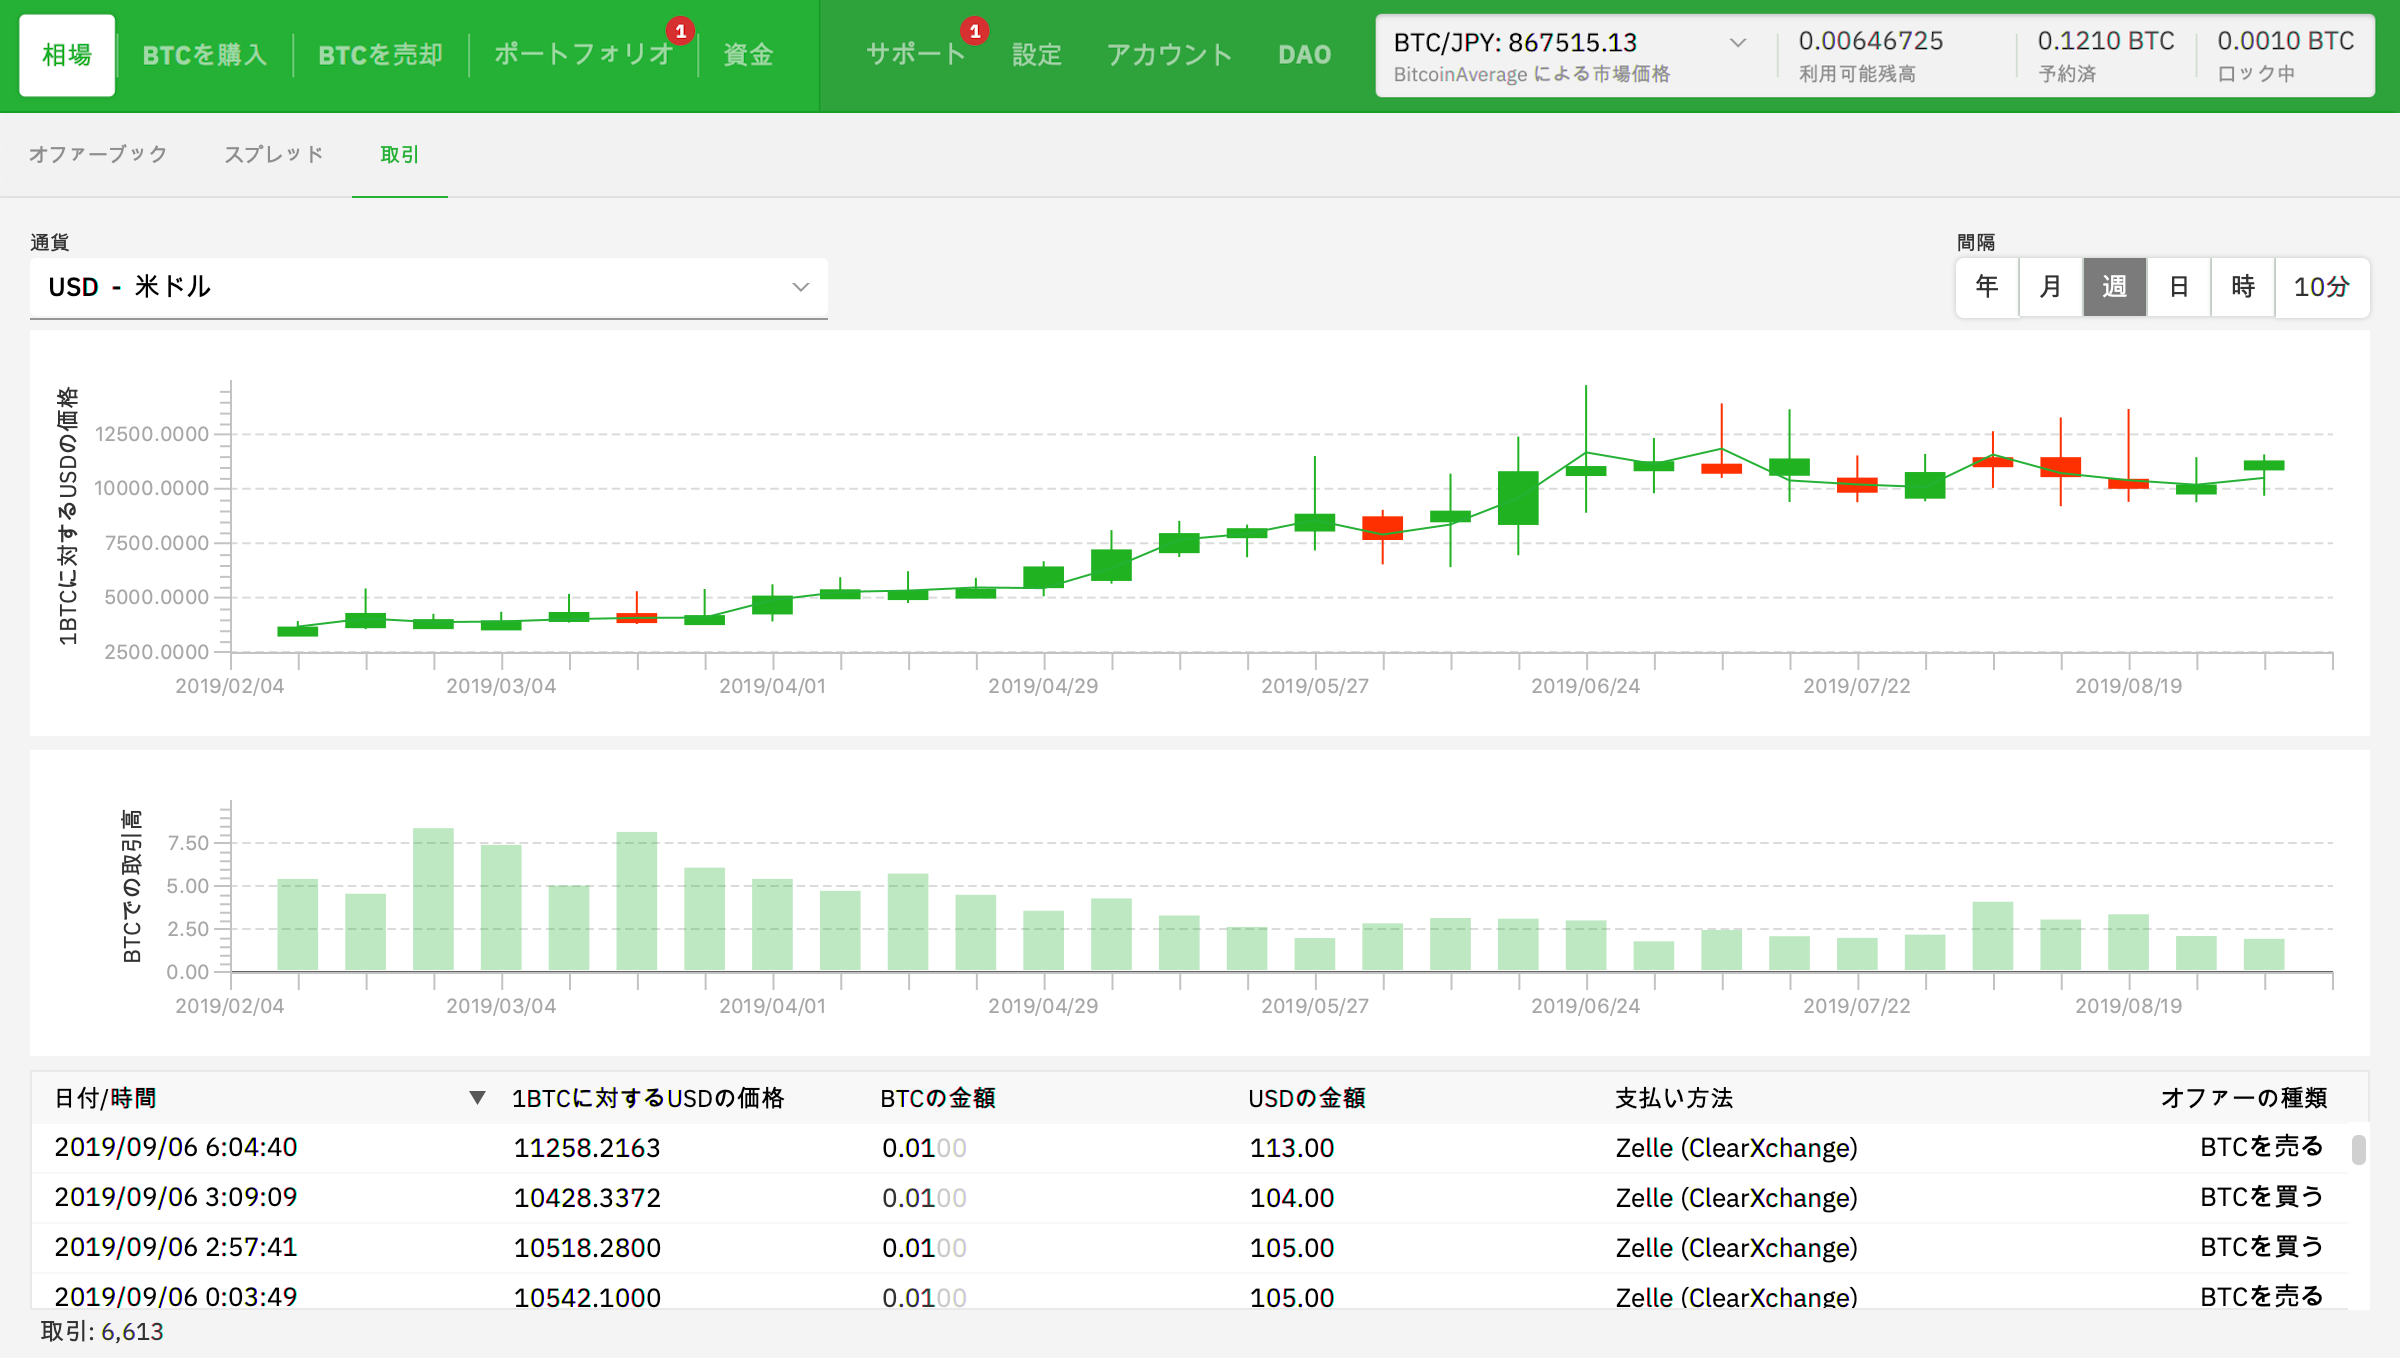 相場 BTCを購入 BTCを売却 ポートフォリオ 1 資金 サポート 1 設定 アカウント DAO
BTC/JPY: 867515.13 0.00646725 0.1210 BTC 0.0010 BTC
BitcoinAverage による市場価格 利用可能残高 予約済 ロック中
オファーブック スプレッド 取引
通貨 間隔
USD - 米ドル 年 月 週 日 時 10分
1BTCに対するUSDの価格
12500.0000
10000.0000
7500.0000
5000.0000
2500.0000
2019/02/04 2019/03/04 2019/04/01 2019/04/29 2019/05/27 2019/06/24 2019/07/22 2019/08/19
BTCでの取引高
7.50
5.00
2.50
0.00
2019/02/04 2019/03/04 2019/04/01 2019/04/29 2019/05/27 2019/06/24 2019/07/22 2019/08/19
日付/時間 ▼ 1BTCに対するUSDの価格 BTCの金額 USDの金額 支払い方法 オファーの種類
2019/09/06 6:04:40 11258.2163 0.0100 113.00 Zelle (ClearXchange) BTCを売る
2019/09/06 3:09:09 10428.3372 0.0100 104.00 Zelle (ClearXchange) BTCを買う
2019/09/06 2:57:41 10518.2800 0.0100 105.00 Zelle (ClearXchange) BTCを買う
2019/09/06 0:03:49 10542.1000 0.0100 105.00 Zelle (ClearXchange) BTCを売る
取引: 6,613